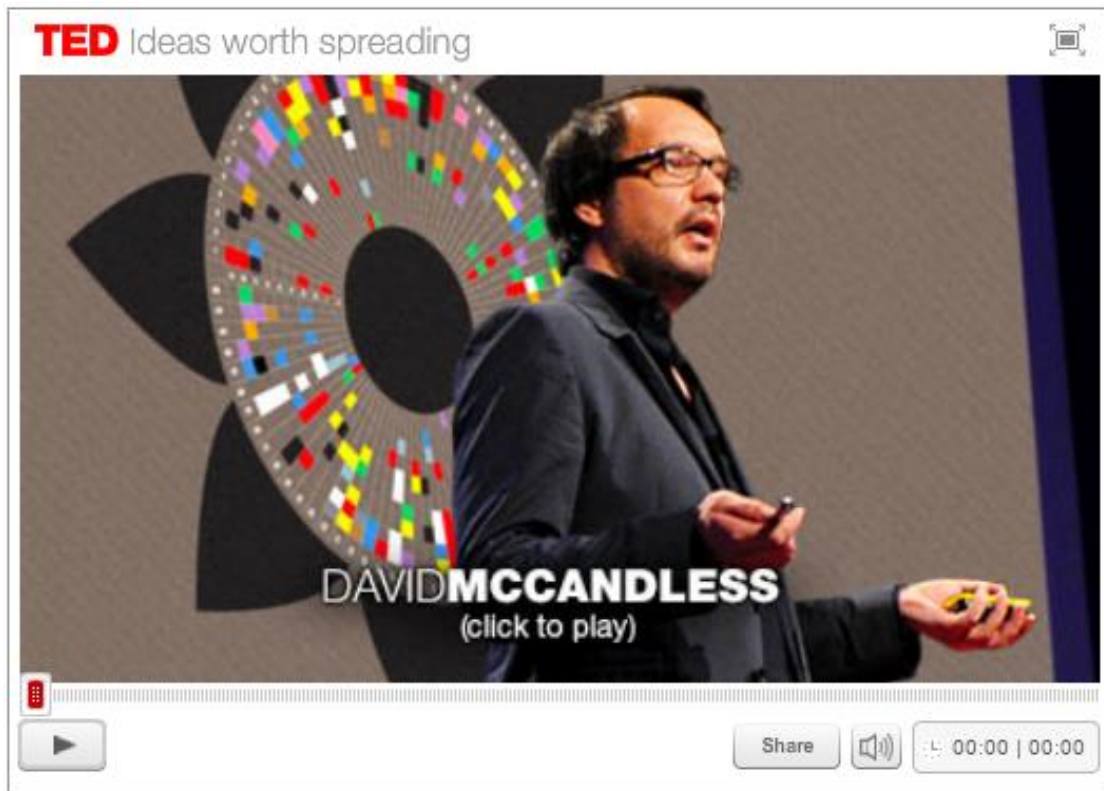 TED Ideas worth spreading
DAVIDMCCANDLESS
(click to play)
Share
00:00 | 00:00